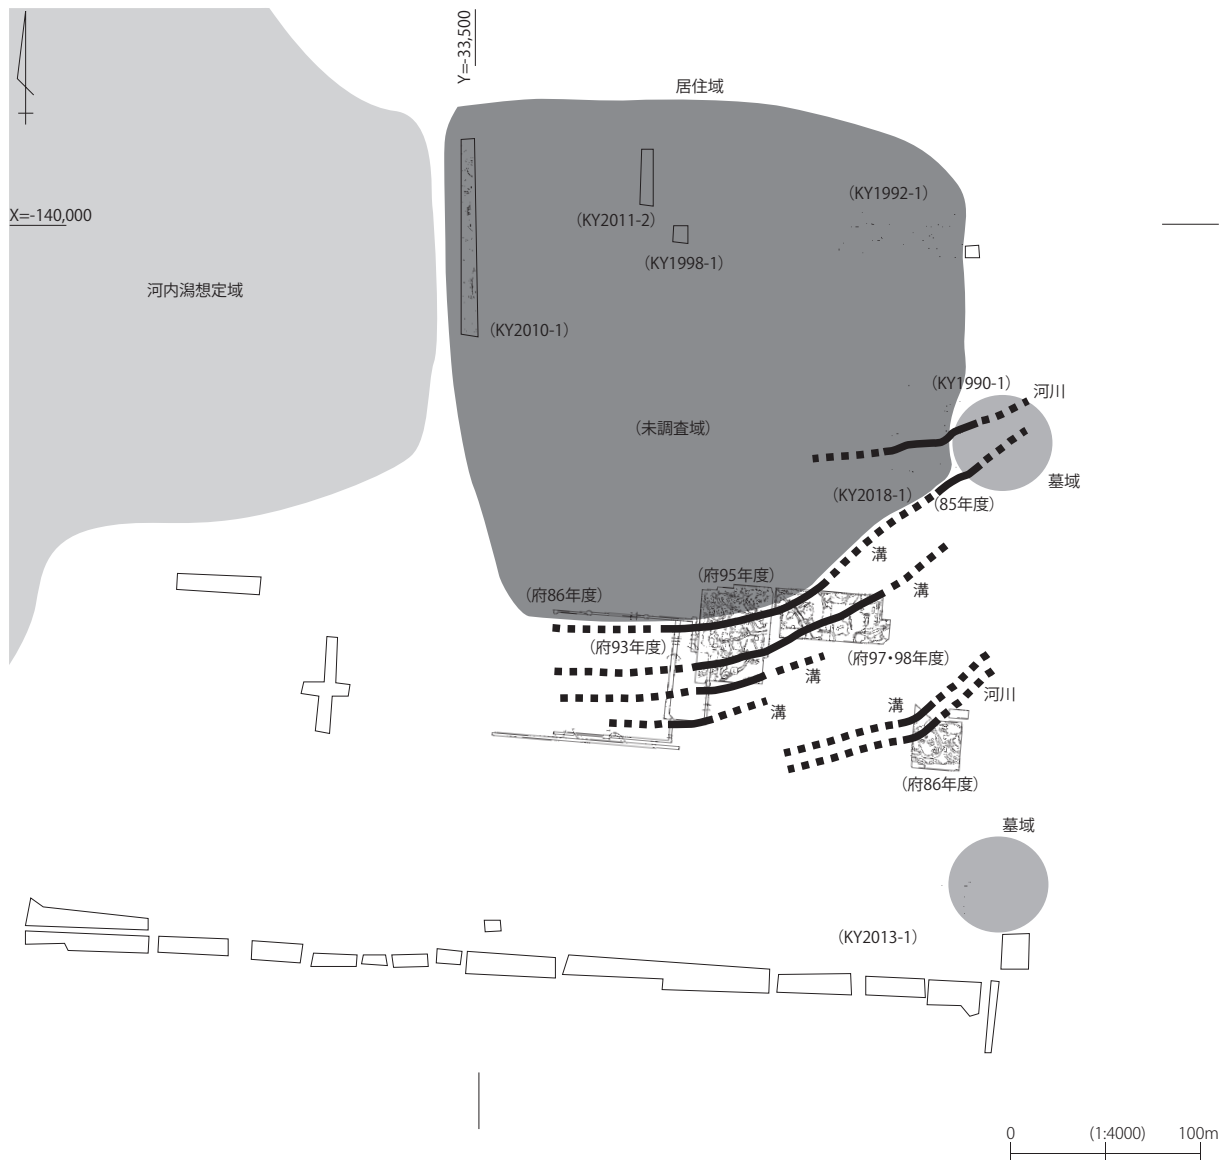 Y=-33,500
居住域
(KY1992-1)
X=-140,000
(KY2011-2)
(KY1998-1)
河内潟想定域
(KY2010-1)
(KY1990-1)
河川
(未調査域)
墓域
(KY2018-1)
(85年度)
溝
(府95年度)
溝
(府86年度)
(府93年度)
(府97・98年度)
溝
河川
溝
溝
(府86年度)
墓域
(KY2013-1)
0 (1:4000) 100m